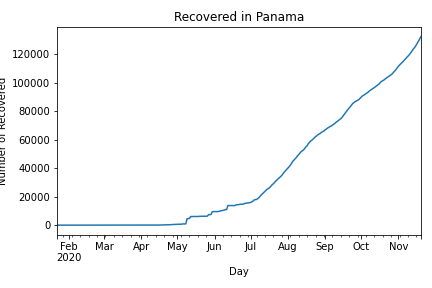 Recovered in Panama
Number of Recovered
120000
100000
80000
60000
40000
20000
0
Feb Mar Apr May Jun Jul Aug Sep Oct Nov
2020
Day